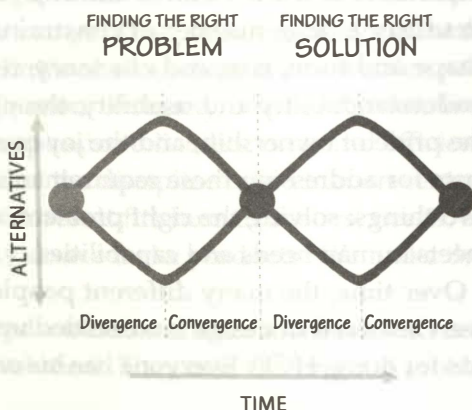 FINDING THE RIGHT
PROBLEM
FINDING THE RIGHT
SOLUTION
ALTERNATIVES
Divergence
Convergence
Divergence
Convergence
TIME